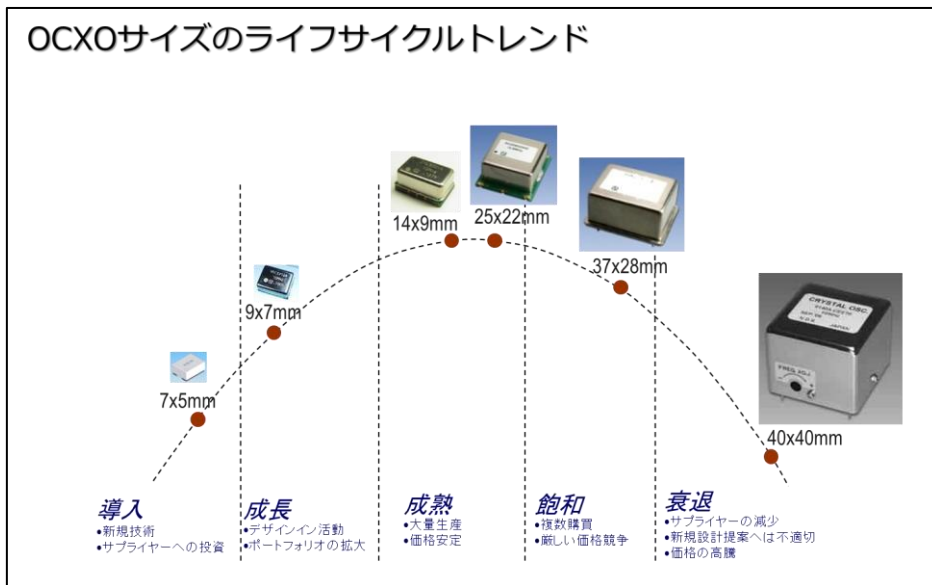 OCXOサイズのライフサイクルトレンド
14x9mm
25x22mm
9x7mm
37x28mm
7x5mm
CRYSTAL OSC.
JAPAN
FREQ. ADJ
40x40mm
導入
•新規技術
•サプライヤーへの投資
成長
•デザインイン活動
•ポートフォリオの拡大
成熟
•大量生産
•価格安定
飽和
•複数購買
•厳しい価格競争
衰退
•サプライヤーの減少
•新規設計提案へは不適切
•価格の高騰